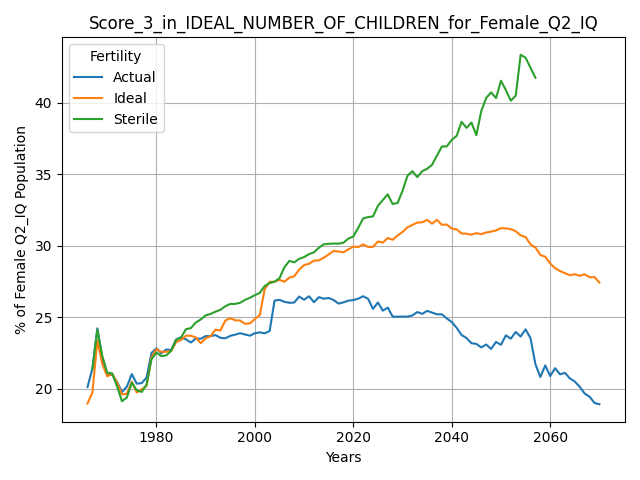 Score_3_in_IDEAL_NUMBER_OF_CHILDREN_for_Female_Q2_IQ
Fertility
Actual
Ideal
Sterile
% of Female Q2_IQ Population
40
35
30
25
20
1980
2000
2020
2040
2060
Years